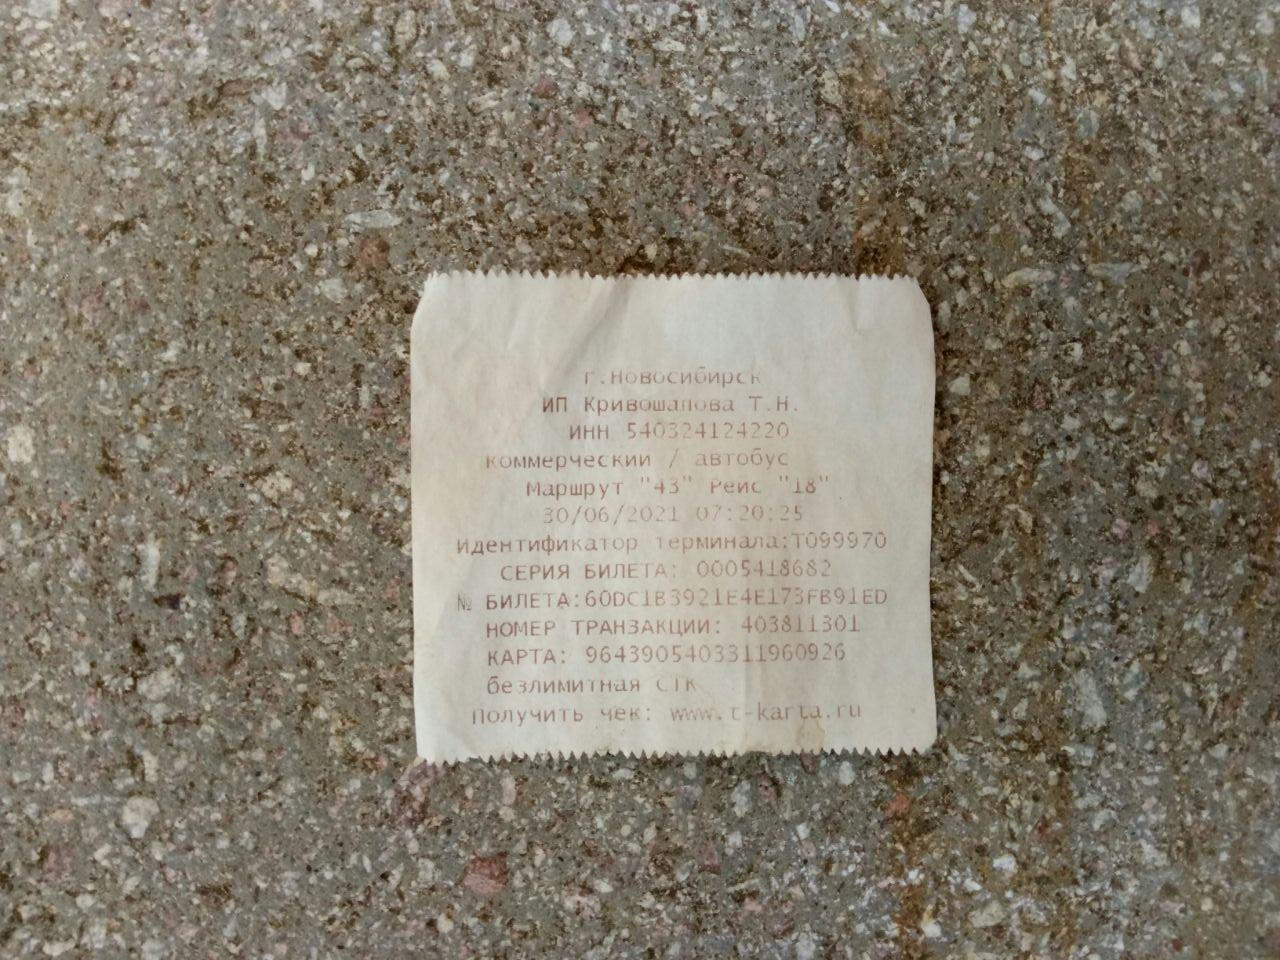 г.Новосибирск
ИП Кривошапова Т.Н.
ИНН 540324124220
коммерческий / автобус
Маршрут "43" Рейс "18"
30/06/2021 07:20:25
Идентификатор терминала:T099970
СЕРИЯ БИЛЕТА: 0005418682
№ БИЛЕТА:60DC1B3921E4E173FB91ED
НОМЕР ТРАНЗАКЦИИ: 403811301
КАРТА: 9643905403311960926
безлимитная СТК
Получить чек: www.t-karta.ru